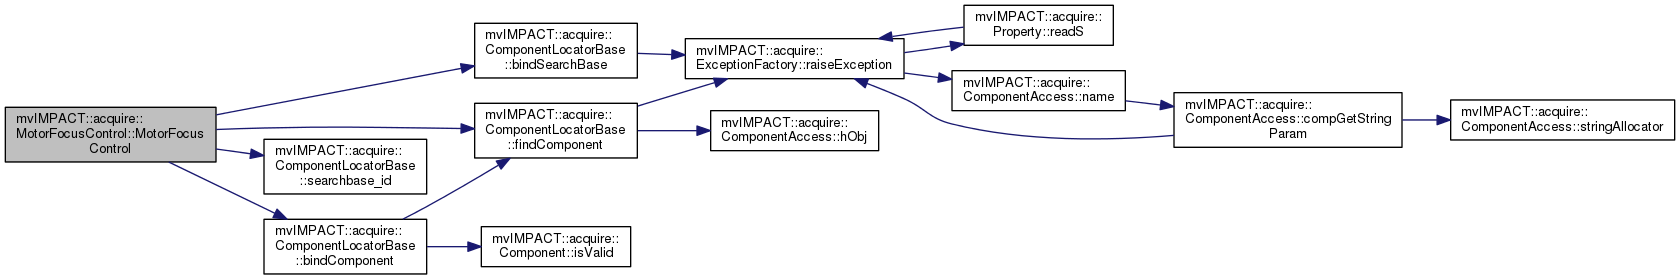 mvIMPACT::acquire::
MotorFocusControl::MotorFocus
Control
mvIMPACT::acquire::
ComponentLocatorBase
::bindSearchBase
mvIMPACT::acquire::
ComponentLocatorBase
::findComponent
mvIMPACT::acquire::
ComponentLocatorBase
::searchbase_id
mvIMPACT::acquire::
ComponentLocatorBase
::bindComponent
mvIMPACT::acquire::
Component::isValid
mvIMPACT::acquire::
ExceptionFactory::raiseException
mvIMPACT::acquire::
ComponentAccess::hObj
mvIMPACT::acquire::
Property::readS
mvIMPACT::acquire::
ComponentAccess::name
mvIMPACT::acquire::
ComponentAccess::compGetString
Param
mvIMPACT::acquire::
ComponentAccess::stringAllocator